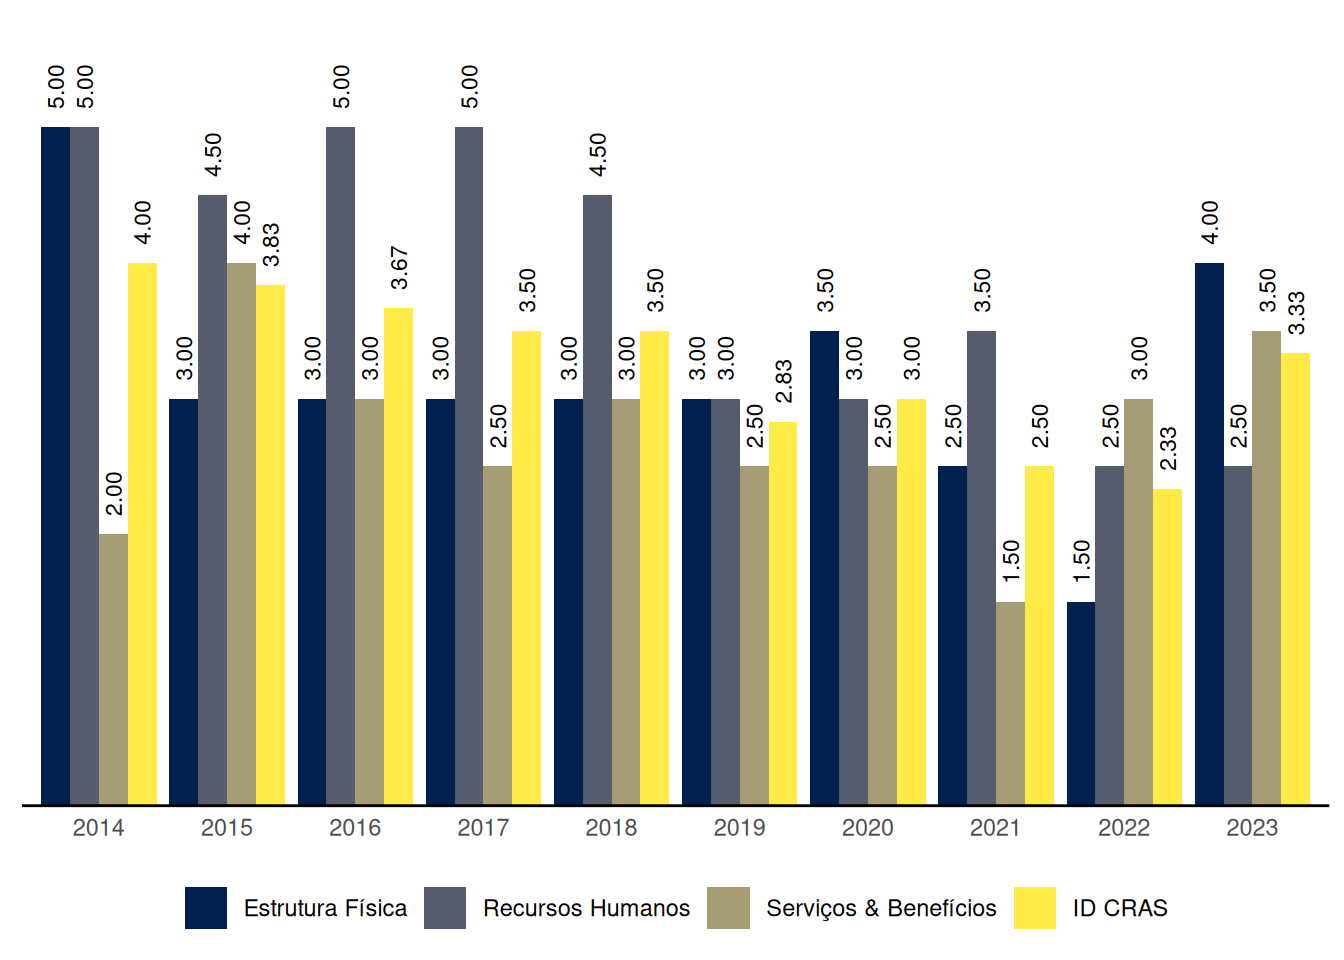 5.00 5.00 2.00 4.00
3.00 4.50 4.00 3.83
3.00 5.00 3.00 3.67
3.00 5.00 2.50 3.50
3.00 4.50 3.00 3.50
3.00 3.00 2.50 2.83
3.50 3.00 2.50 3.00
2.50 3.50 1.50 2.50
1.50 2.50 3.00 2.33
4.00 2.50 3.50 3.33
2014 2015 2016 2017 2018 2019 2020 2021 2022 2023
Estrutura Física Recursos Humanos Serviços & Benefícios ID CRAS